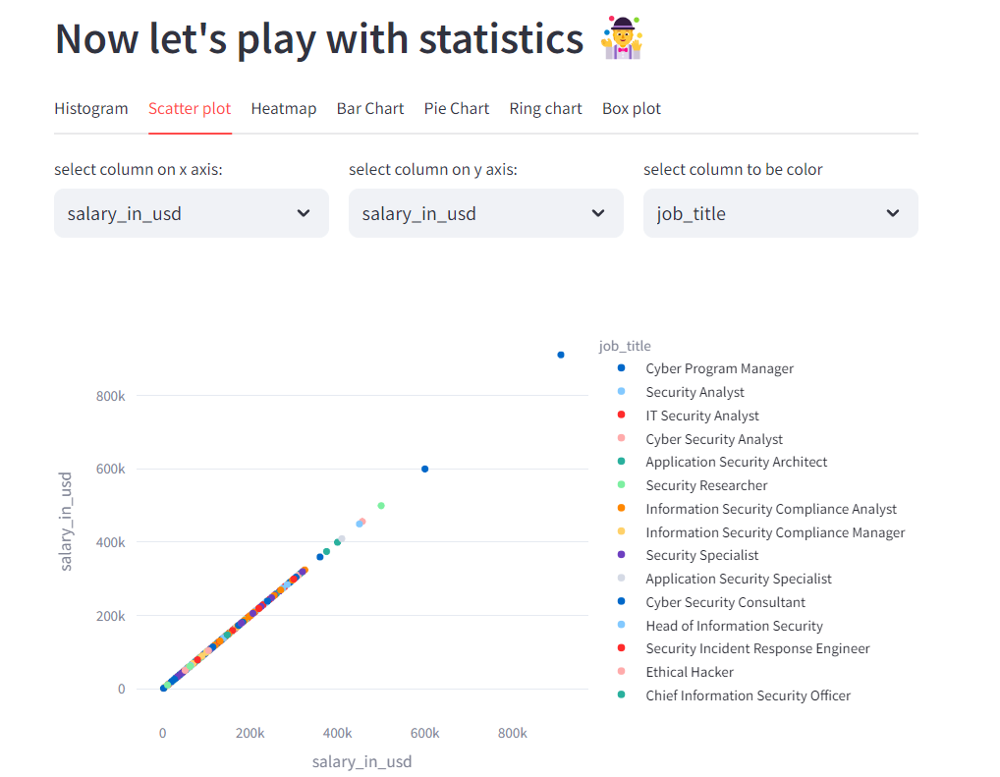 Now let's play with statistics
Histogram Scatter plot Heatmap Bar Chart Pie Chart Ring chart Box plot
select column on x axis: select column on y axis: select column to be color
salary_in_usd salary_in_usd job_title
job_title
Cyber Program Manager
Security Analyst
IT Security Analyst
Cyber Security Analyst
Application Security Architect
Security Researcher
Information Security Compliance Analyst
Information Security Compliance Manager
Security Specialist
Application Security Specialist
Cyber Security Consultant
Head of Information Security
Security Incident Response Engineer
Ethical Hacker
Chief Information Security Officer
800k
600k
400k
200k
0
salary_in_usd
0 200k 400k 600k 800k
salary_in_usd